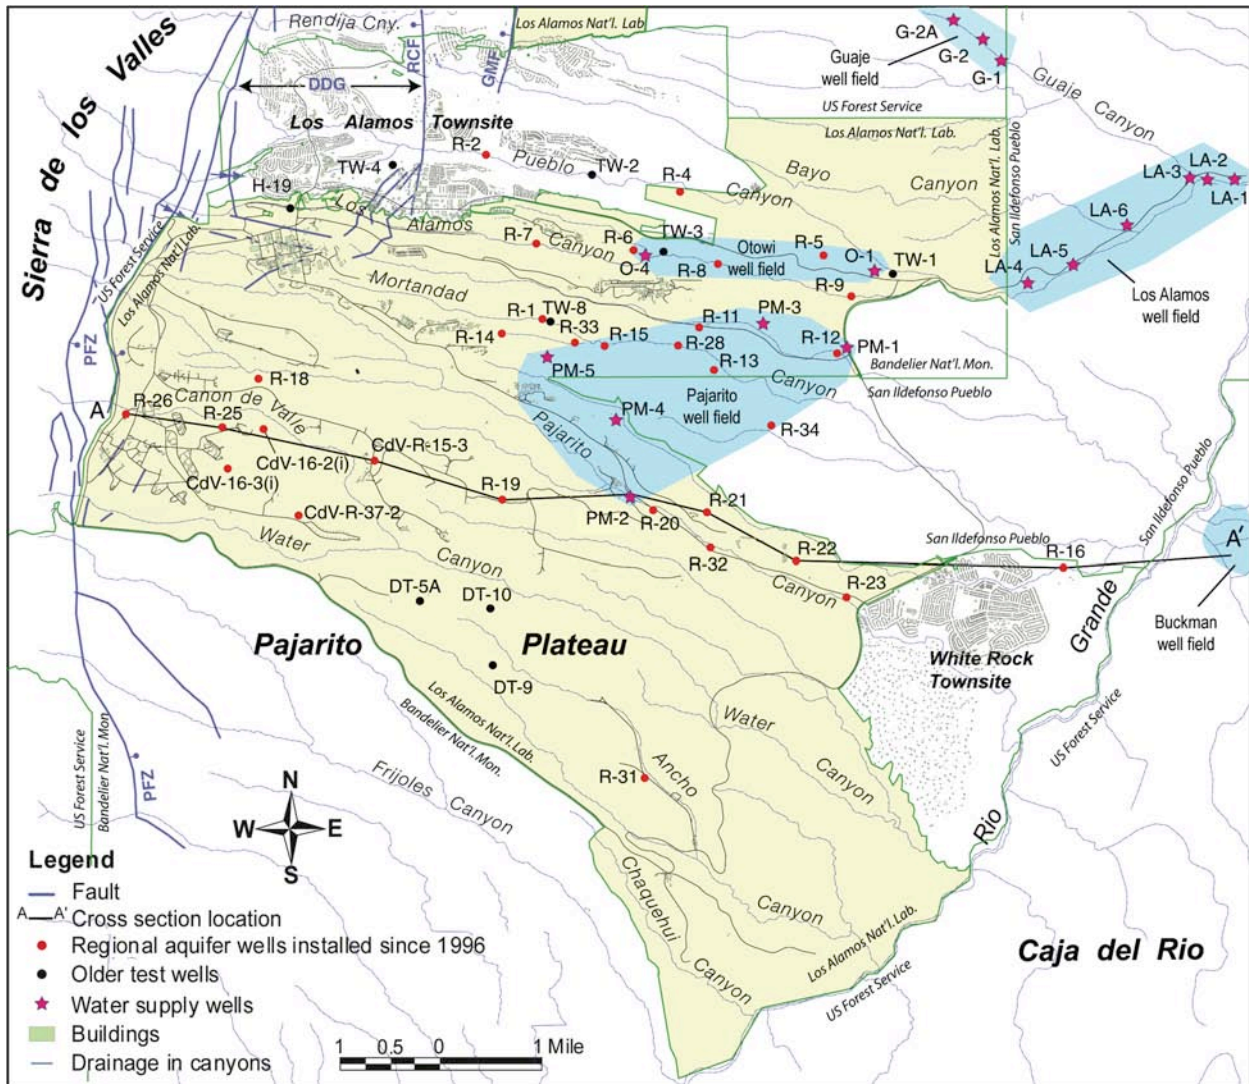 Rendija Cny.
Los Alamos Nat'l. Lab
G-2A
G-2
G-1
Guaje
well field
Guaje
Canyon
Sierra de los Valles
DDG
RCF
GMF
US Forest Service
Los Alamos Nat'l. Lab.
Los Alamos Townsite
R-2
Pueblo
Canyon
TW-4
TW-2
R-4
Bayo
Canyon
Los Alamos Nat'l. Lab.
San Ildefonso Pueblo
LA-3
LA-2
LA-1
LA-6
LA-5
LA-4
Los Alamos
well field
H-19
Los
Alamos
Canyon
R-7
R-6
TW-3
O-4
R-8
Otowi
well field
R-5
O-1
TW-1
R-9
US Forest Service
Los Alamos Nat'l. Lab.
Mortandad
Canyon
R-1
TW-8
R-14
R-33
R-15
R-11
R-28
PM-3
R-12
PM-1
R-13
PM-5
Bandelier Nat'l. Mon.
San Ildefonso Pueblo
PFZ
R-18
A
R-26
R-25
Cañon de Valle
CdV-16-2(i)
CdV-R-15-3
CdV-16-3(i)
CdV-R-37-2
PM-4
Pajarito
well field
R-34
Pajarito
Canyon
R-19
PM-2
R-20
R-21
R-32
R-22
R-23
San Ildefonso Pueblo
R-16
San Ildefonso Pueblo
A'
Buckman
well field
Water
Canyon
DT-5A
DT-10
DT-9
Pajarito Plateau
White Rock
Townsite
Rio Grande
US Forest Service
Los Alamos Nat'l. Lab.
Bandelier Nat'l. Mon.
US Forest Service
Bandelier Nat'l. Mon.
PFZ
Frijoles Canyon
R-31
Ancho
Canyon
Water
Canyon
Chaquehui
Canyon
Los Alamos Nat'l. Lab.
US Forest Service
Caja del Rio
N
W E
S
Legend
Fault
A A' Cross section location
Regional aquifer wells installed since 1996
Older test wells
Water supply wells
Buildings
Drainage in canyons
1 0.5 0 1 Mile